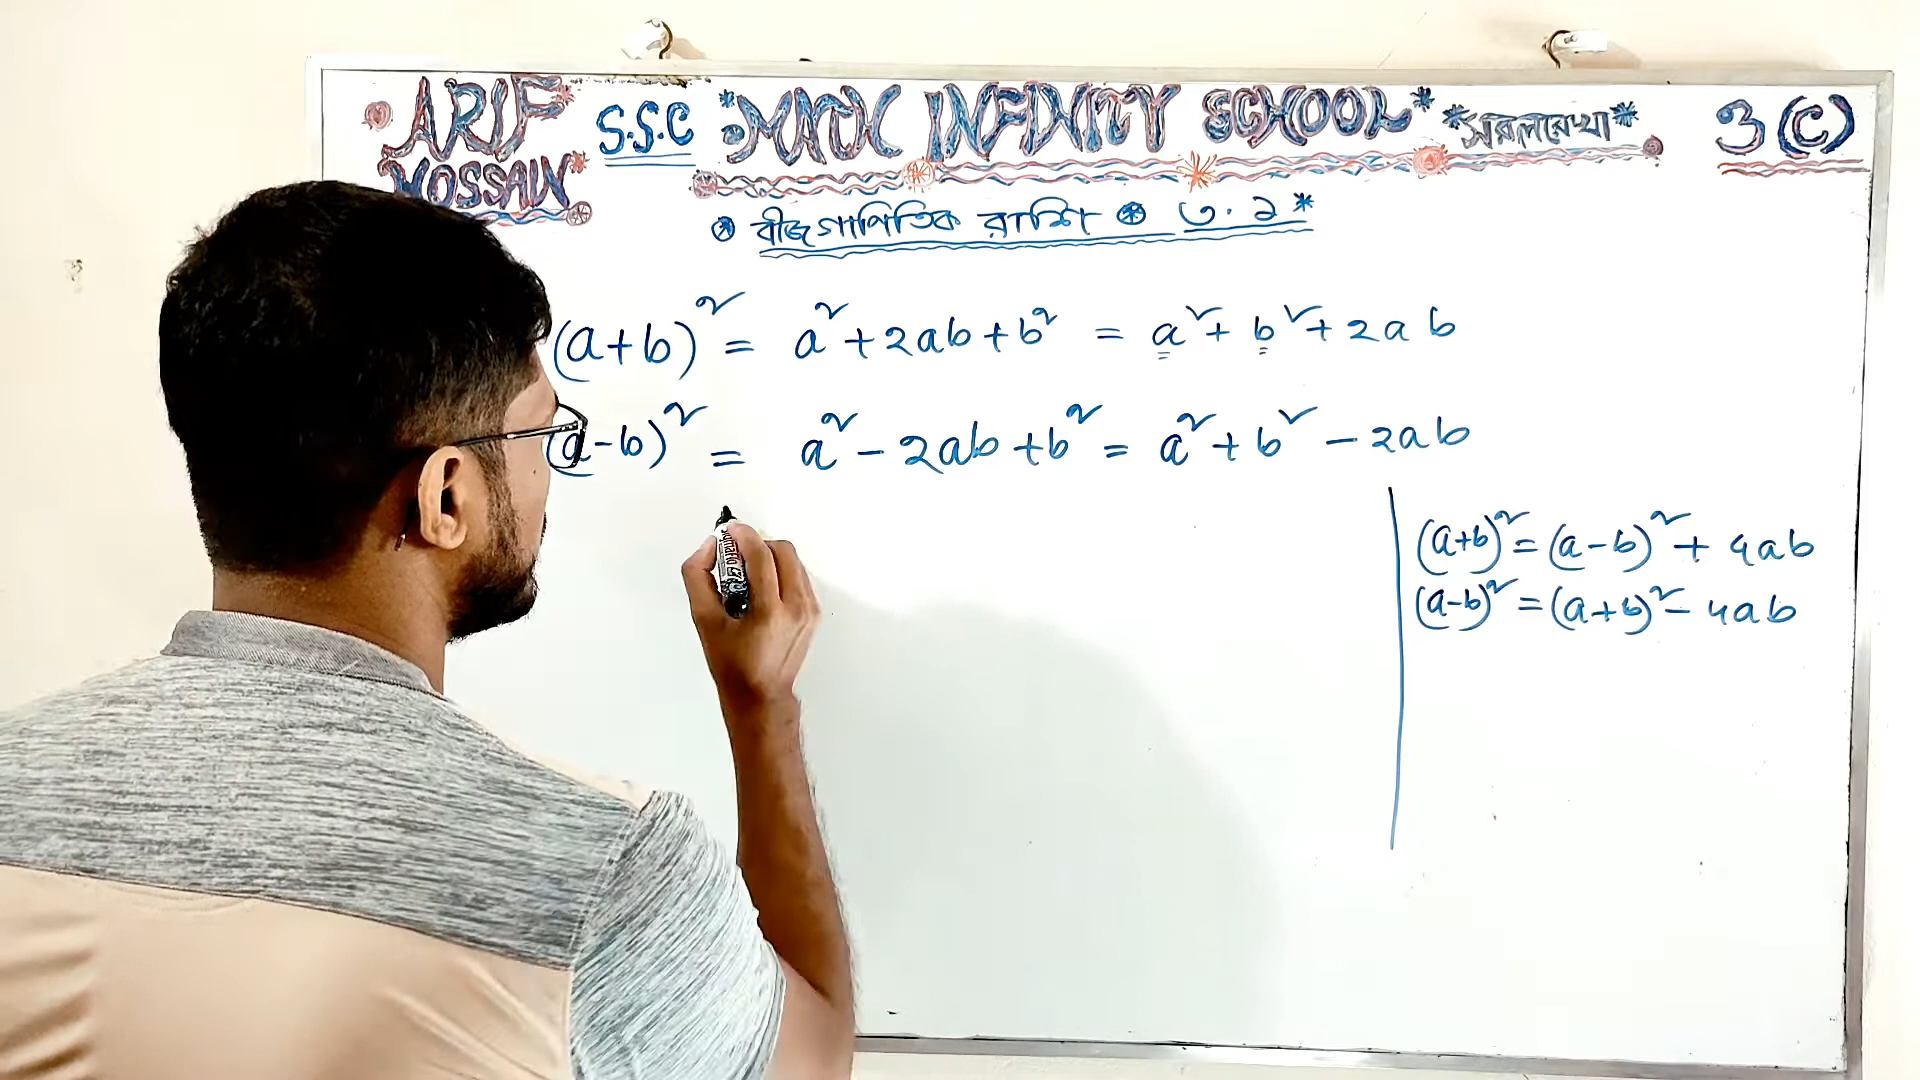 *ARIF* S.S.C *MATH INFINITY SCHOOL* *সরলরেখা* 3(C)
HOSSAIN*
বীজগাণিতিক রাশি ৩.১*
(a+b)² = a²+2ab+b² = a²+b²+2ab
(a-b)² = a²-2ab+b² = a²+b²-2ab
(a+b)²=(a-b)²+4ab
(a-b)²=(a+b)²-4ab